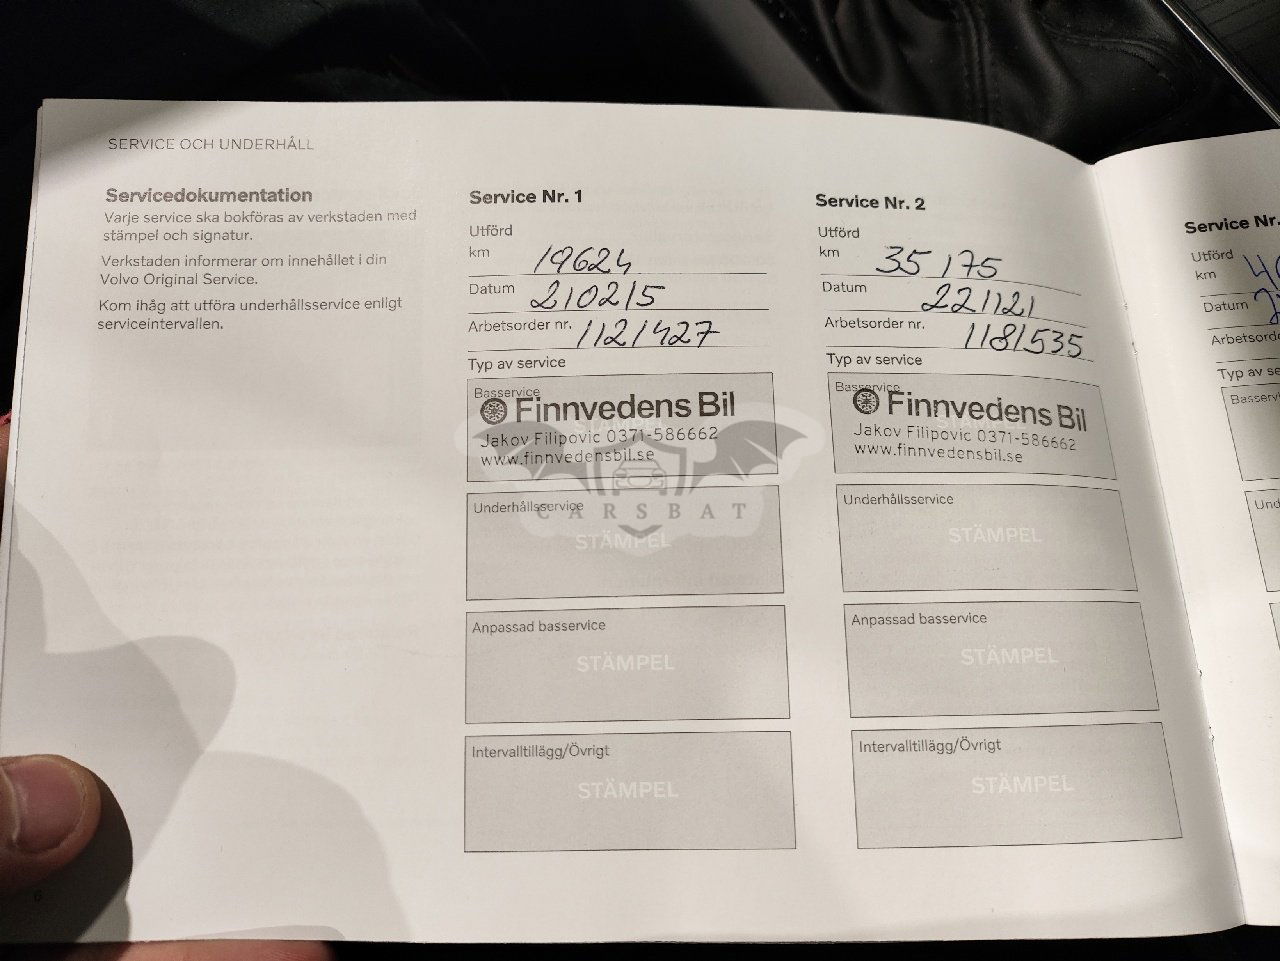 SERVICE OCH UNDERHÅLL
Servicedokumentation
Varje service ska bokföras av verkstaden med
stämpel och signatur.
Verkstaden informerar om innehållet i din
Volvo Original Service.
Kom ihåg att utföra underhållsservice enligt
serviceintervallen.
6
Service Nr. 1
Utförd
km 19624
Datum 210215
Arbetsorder nr. 1121427
Typ av service
Basservice
Finnvedens Bil
Jakov Filipovic 0371-586662
www.finnvedensbil.se
Underhållsservice
STÄMPEL
Anpassad basservice
STÄMPEL
Intervalltillägg/Övrigt
STÄMPEL
Service Nr. 2
Utförd
km 35175
Datum 221121
Arbetsorder nr. 1181535
Typ av service
Basservice
Finnvedens Bil
Jakov Filipovic 0371-586662
www.finnvedensbil.se
Underhållsservice
STÄMPEL
Anpassad basservice
STÄMPEL
Intervalltillägg/Övrigt
STÄMPEL
Service Nr.
Utförd
km
Datum
Typ av
CARSBAT